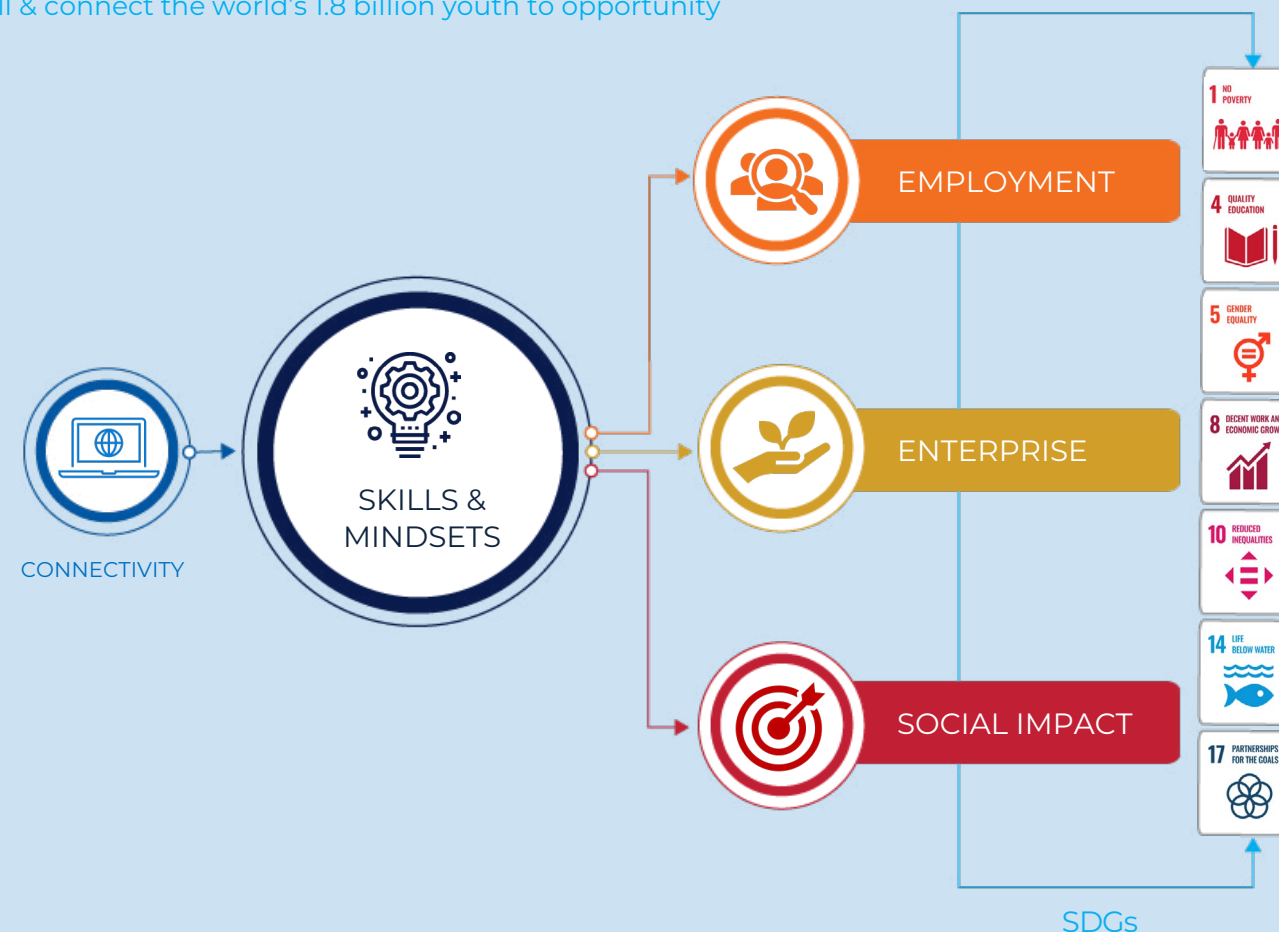 & connect the world's 1.8 billion youth to opportunity
EMPLOYMENT
ENTERPRISE
SOCIAL IMPACT
SKILLS &
MINDSETS
CONNECTIVITY
1 NO
POVERTY
4 QUALITY
EDUCATION
5 GENDER
EQUALITY
8 DECENT WORK
ECONOMIC
10 REDUCED
INEQUALITIES
14 LIFE
BELOW WATER
17 PARTNERSHIPS
FOR THE GOALS
SDGs